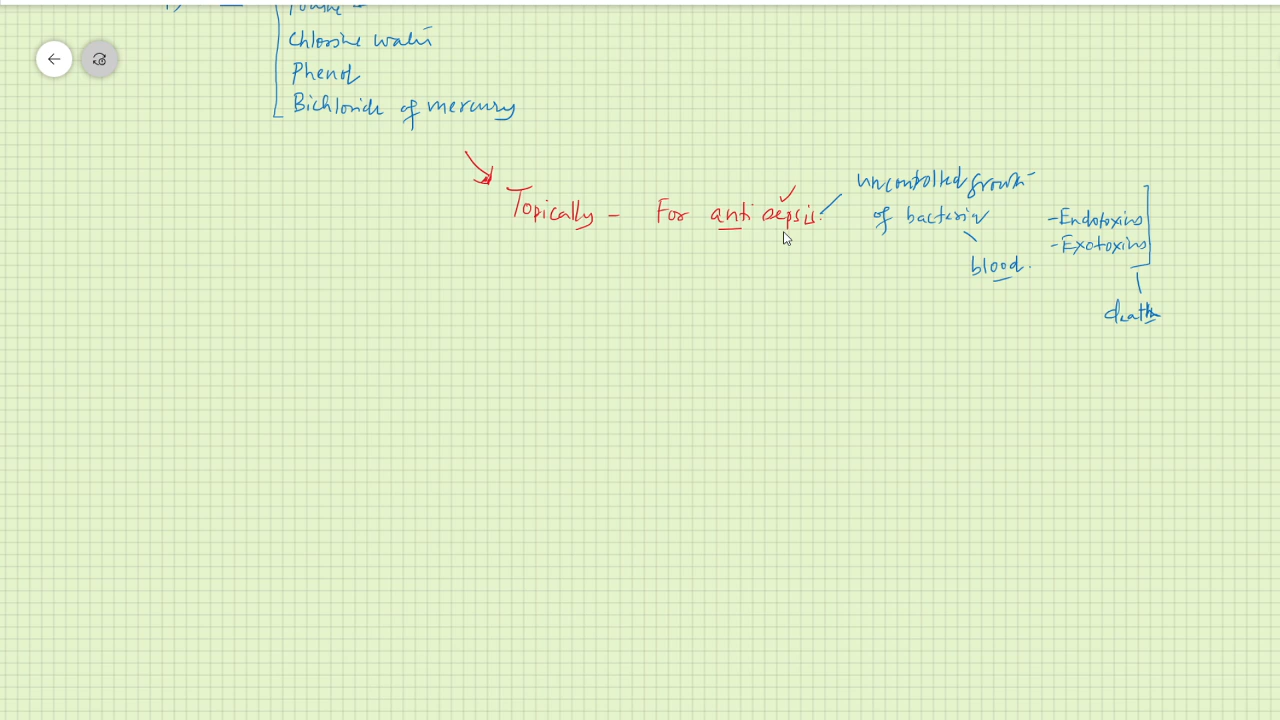 Chlorine water
Phenol
Bichloride of mercury
Topically - For anti sepsis.
uncontrolled growth
of bacteria
blood.
- Endotoxins
- Exotoxins
death